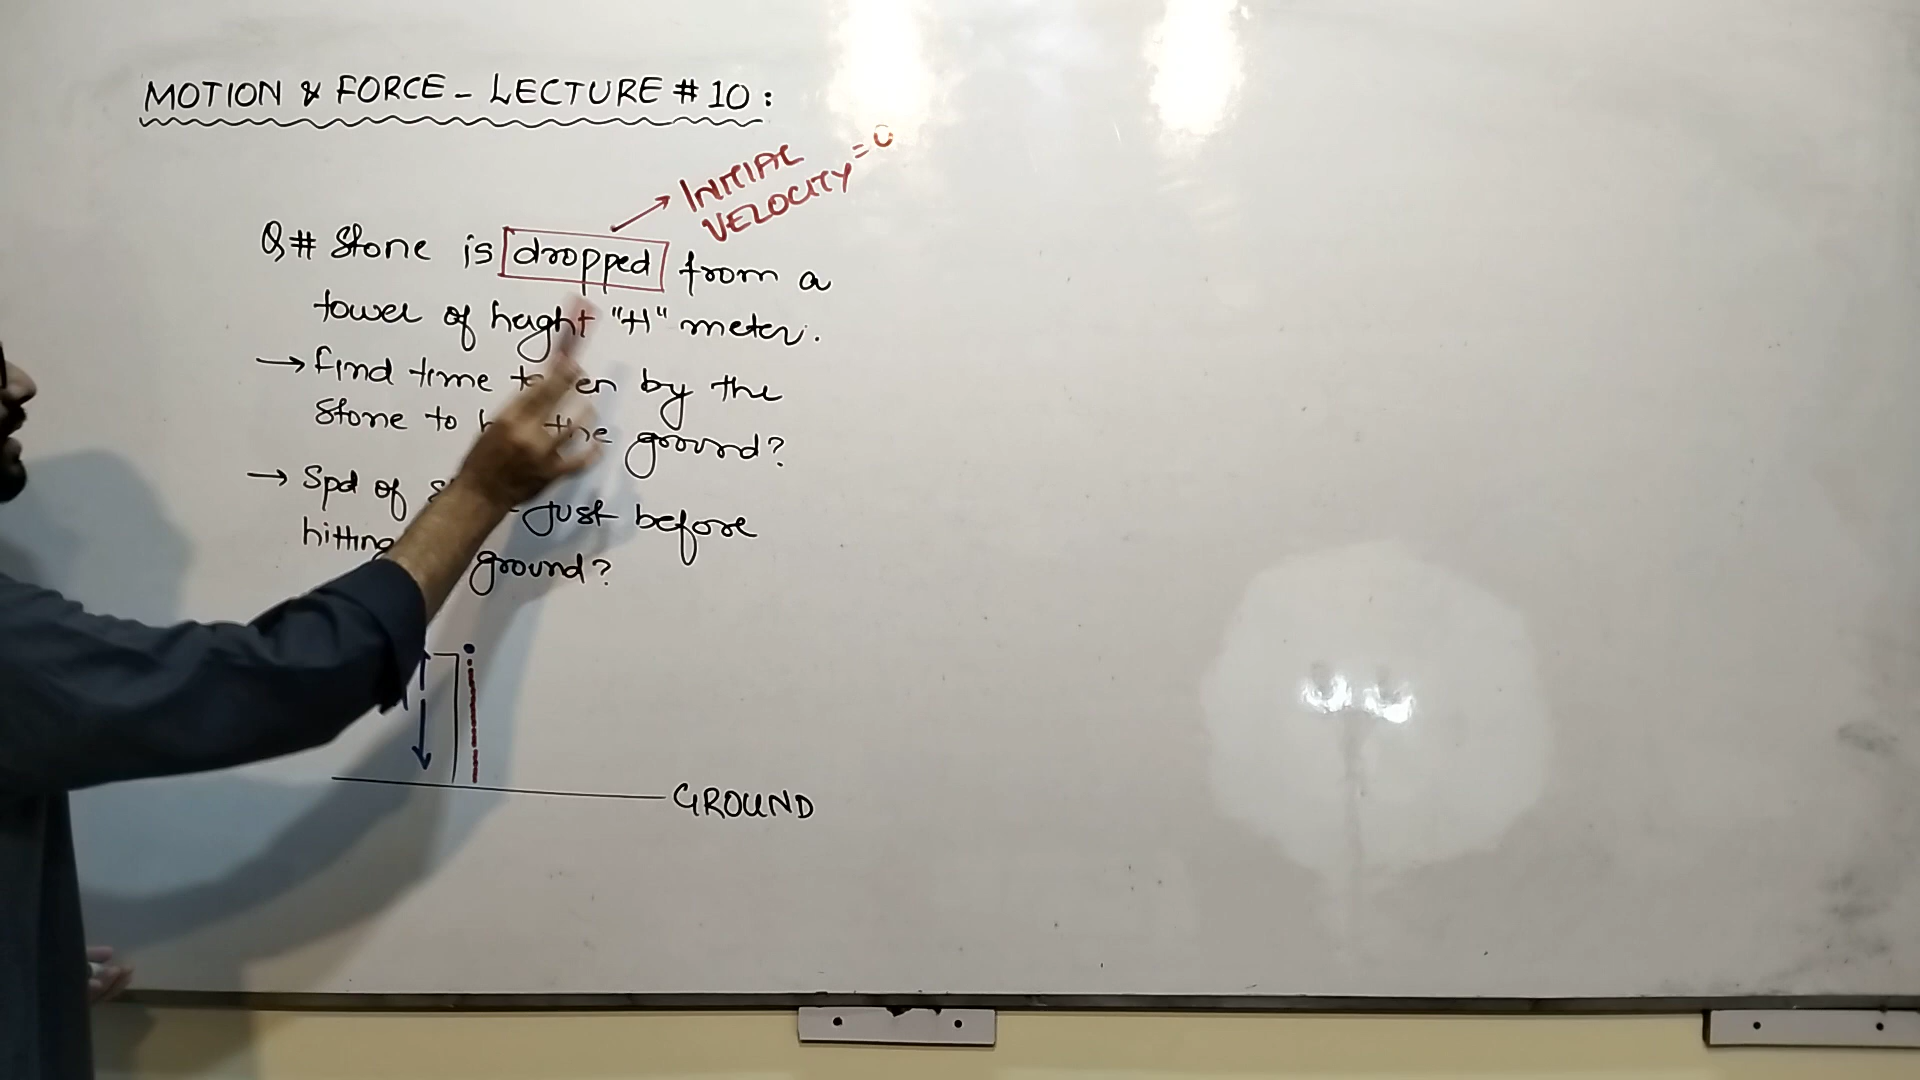 MOTION & FORCE - LECTURE # 10 :
INITIAL
VELOCITY = 0
Q# Stone is dropped from a
tower of height "H" meter.
→ find time by the
Stone to the ground?
→ Spd of Just before
hitting ground?
GROUND